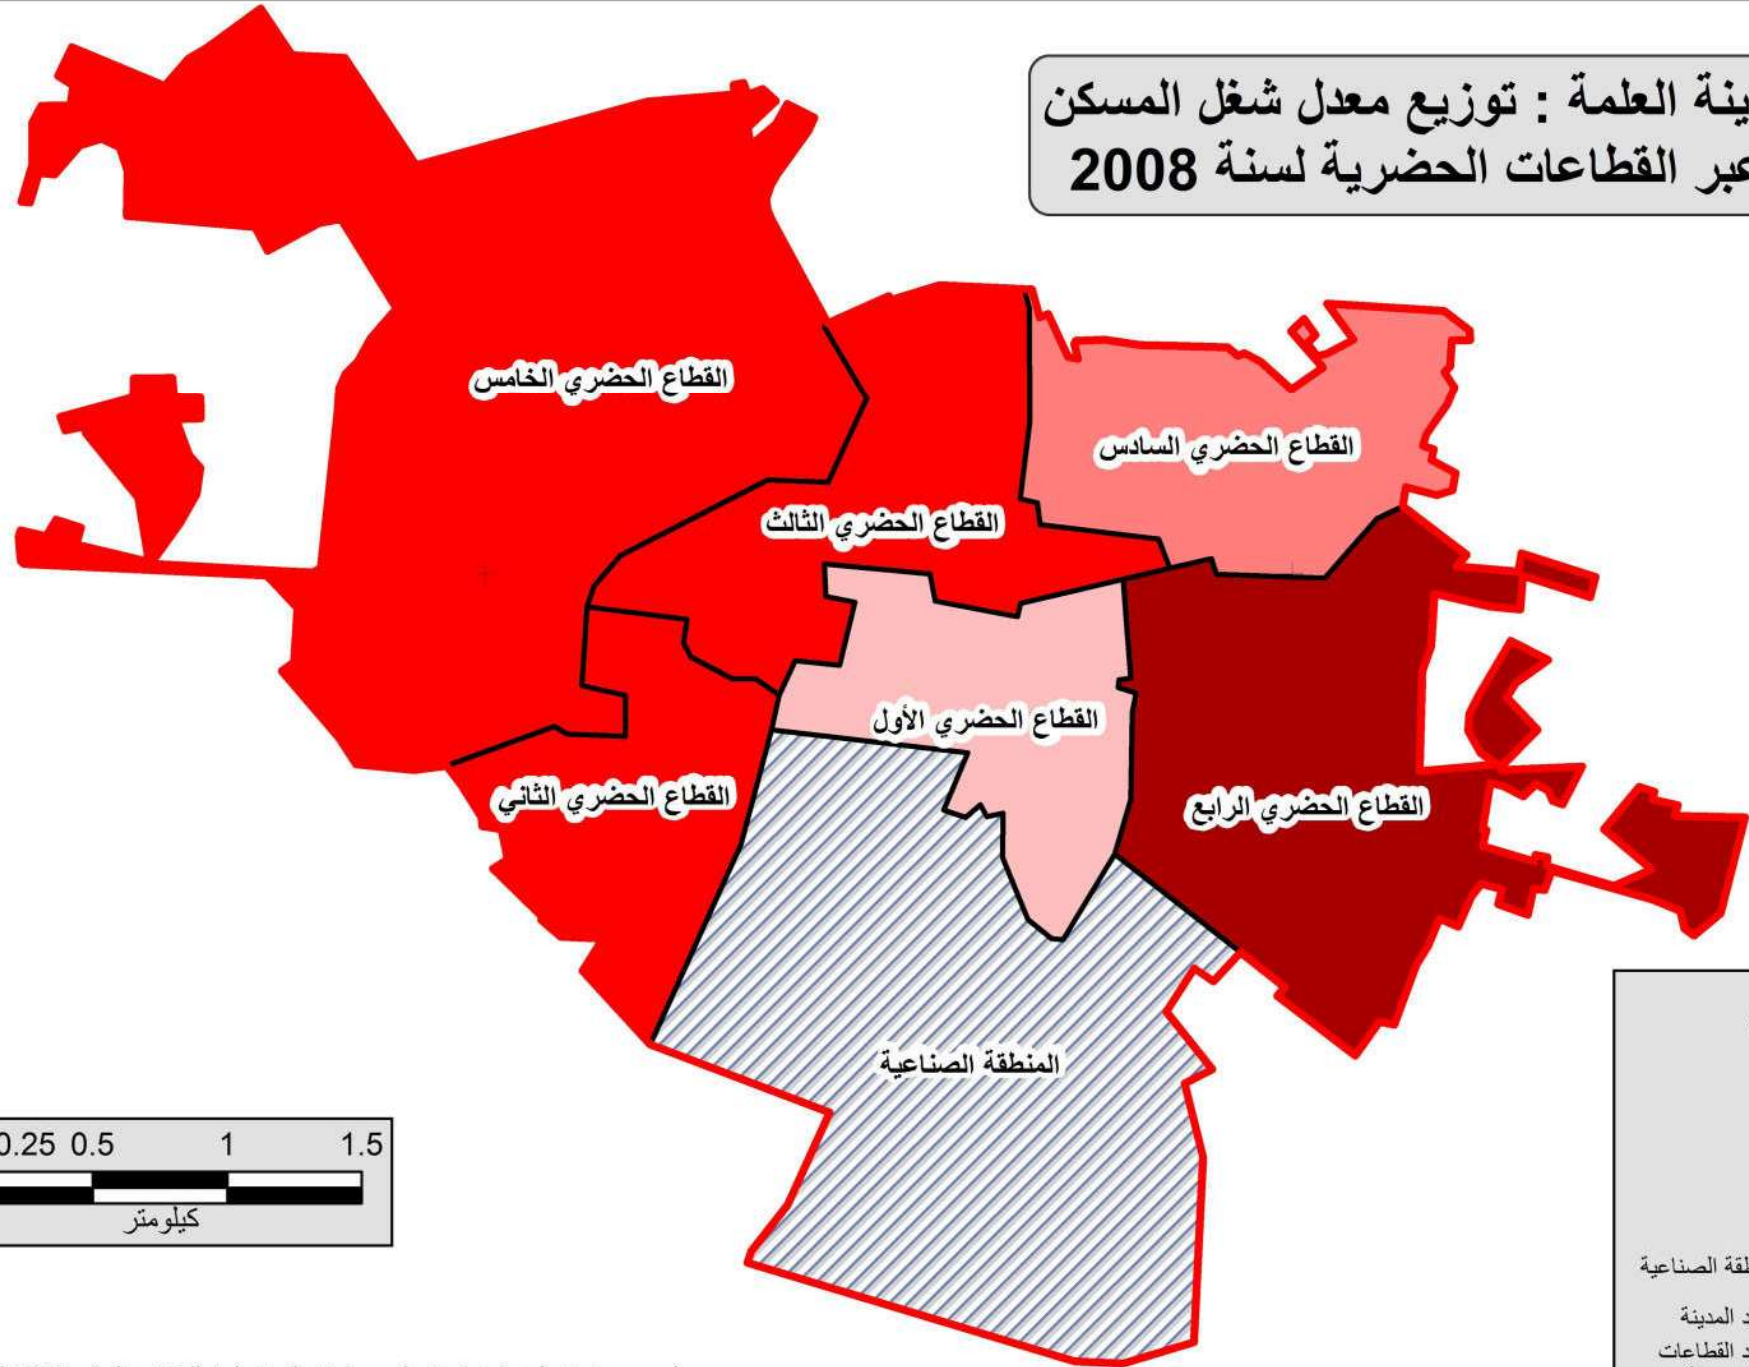 ينة العلمة : توزيع معدل شغل المسكن
عبر القطاعات الحضرية لسنة 2008
القطاع الحضري الخامس
القطاع الحضري السادس
القطاع الحضري الثالث
القطاع الحضري الأول
القطاع الحضري الثاني
القطاع الحضري الرابع
المنطقة الصناعية
0.25 0.5 1 1.5
كيلومتر
طقة الصناعية
د المدينة
د القطاعات